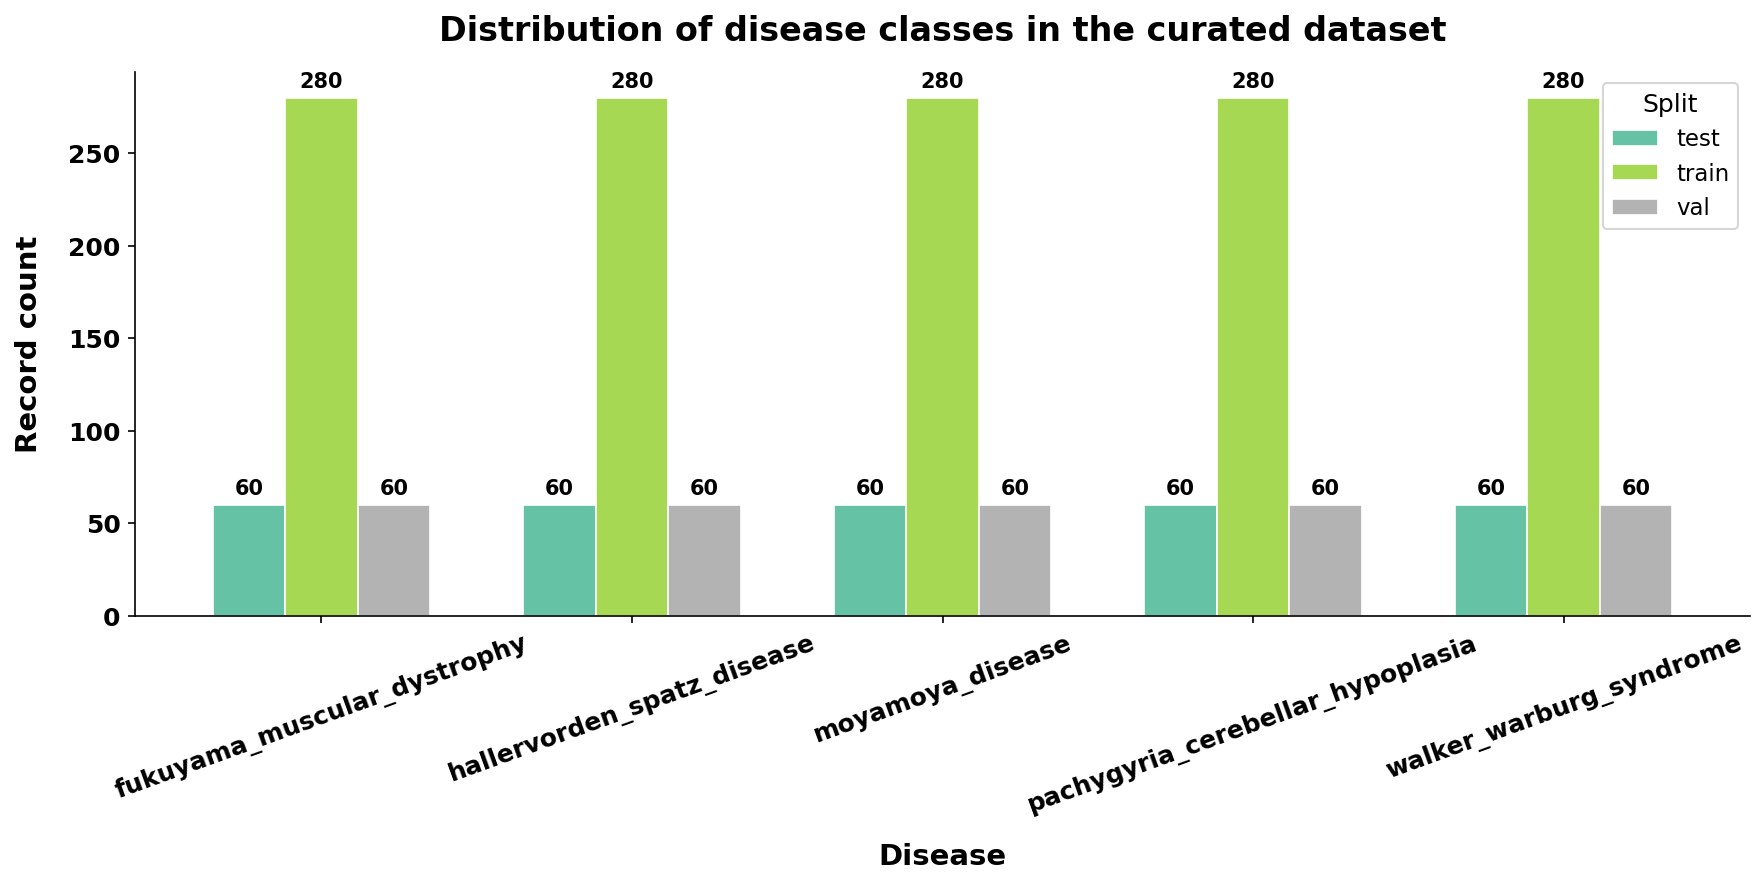 Distribution of disease classes in the curated dataset
280 280 280 280 280
Split
test
train
val
Record count
250
200
150
100
50
0
60 60 60 60 60 60 60 60 60 60
fukuyama_muscular_dystrophy
hallervorden_spatz_disease
moyamoya_disease
pachygyria_cerebellar_hypoplasia
walker_warburg_syndrome
Disease